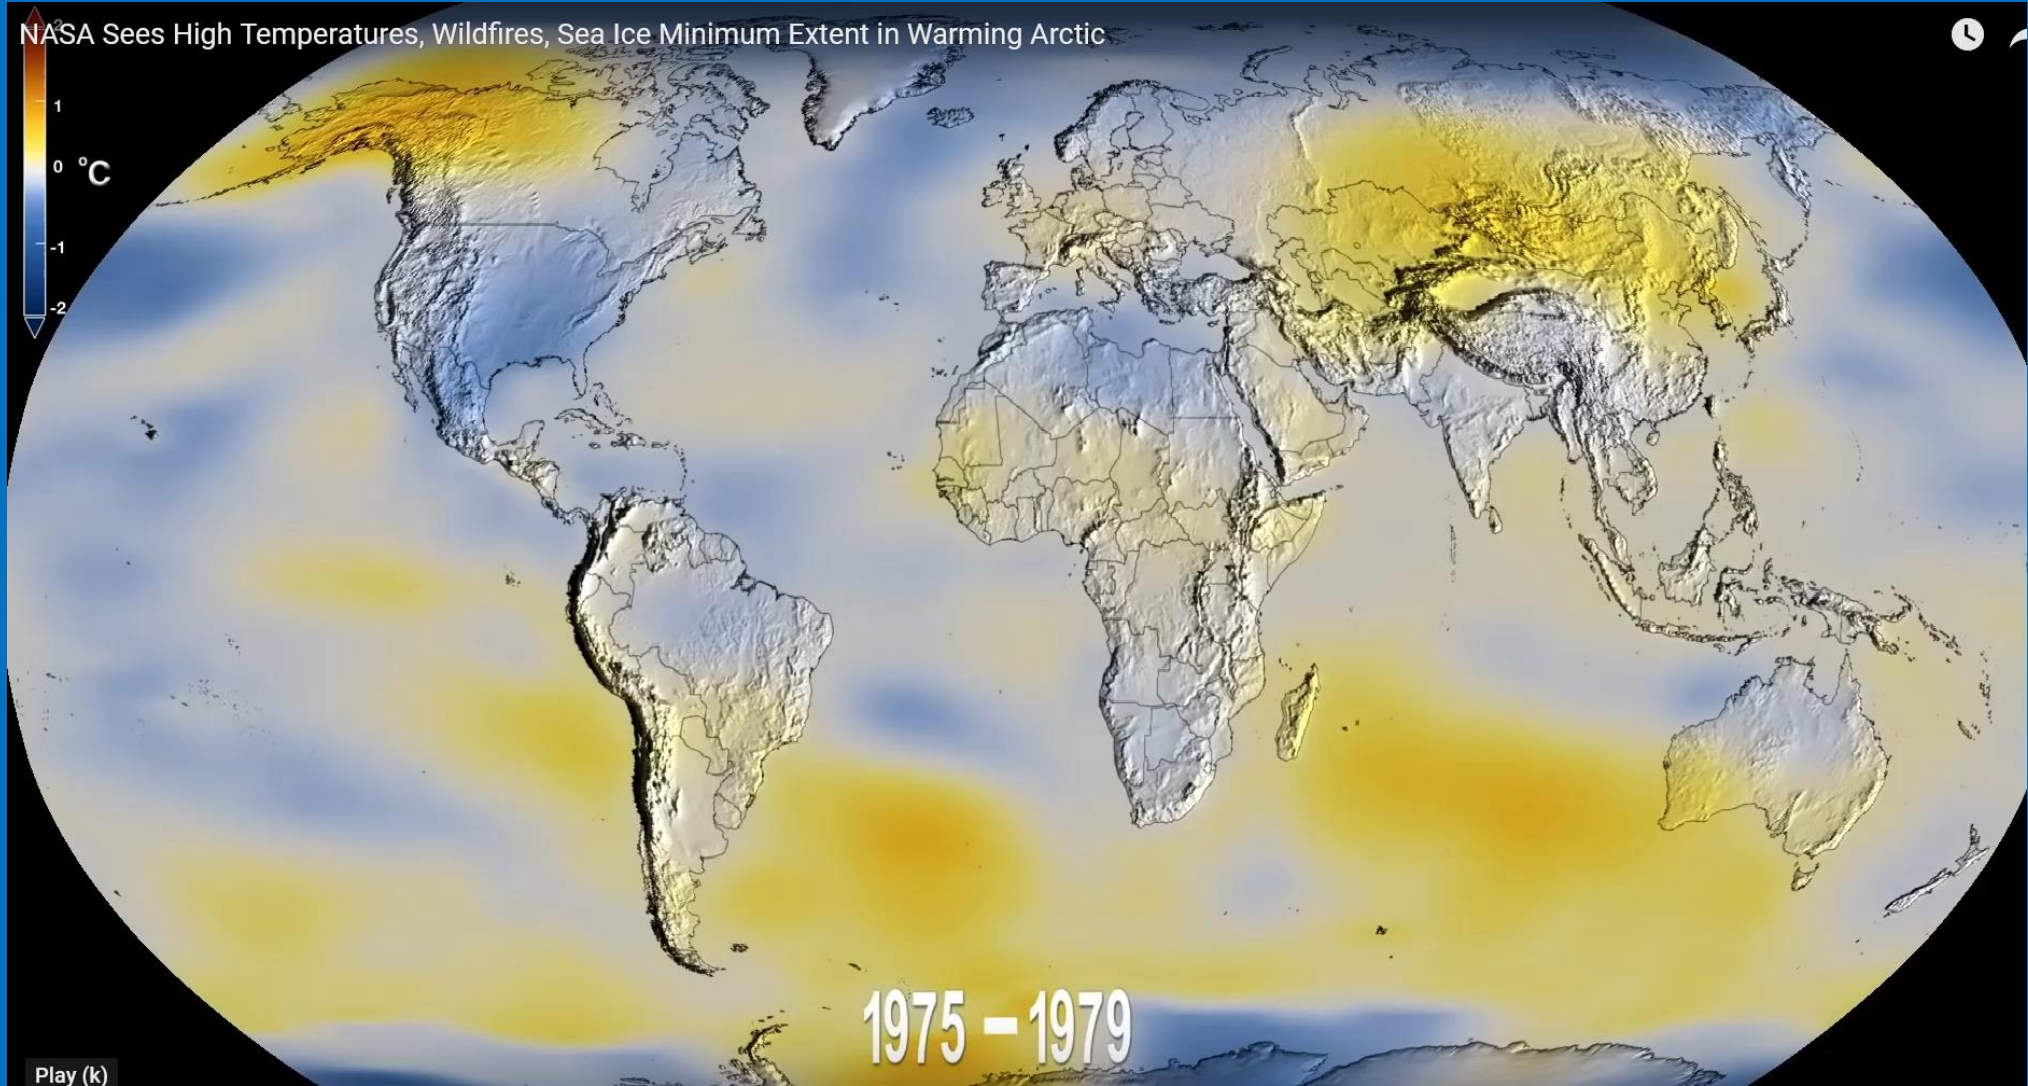 NASA Sees High Temperatures, Wildfires, Sea Ice Minimum Extent in Warming Arctic
2
1
0 °C
-1
-2
1975 - 1979
Play (k)